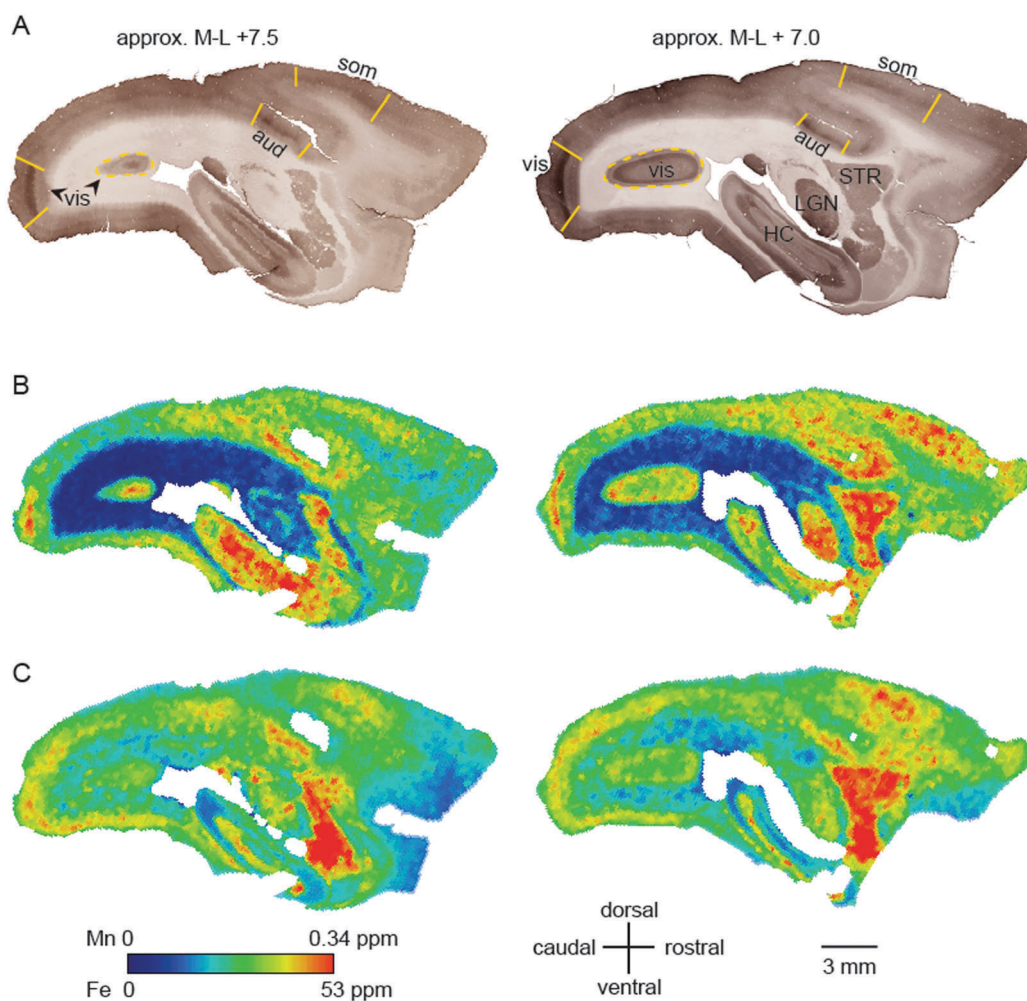 A
approx. M-L +7.5
approx. M-L + 7.0
som
som
aud
aud
vis
vis
vis
STR
LGN
HC
B
C
Mn 0 0.34 ppm
Fe 0 53 ppm
dorsal
caudal rostral
ventral
3 mm